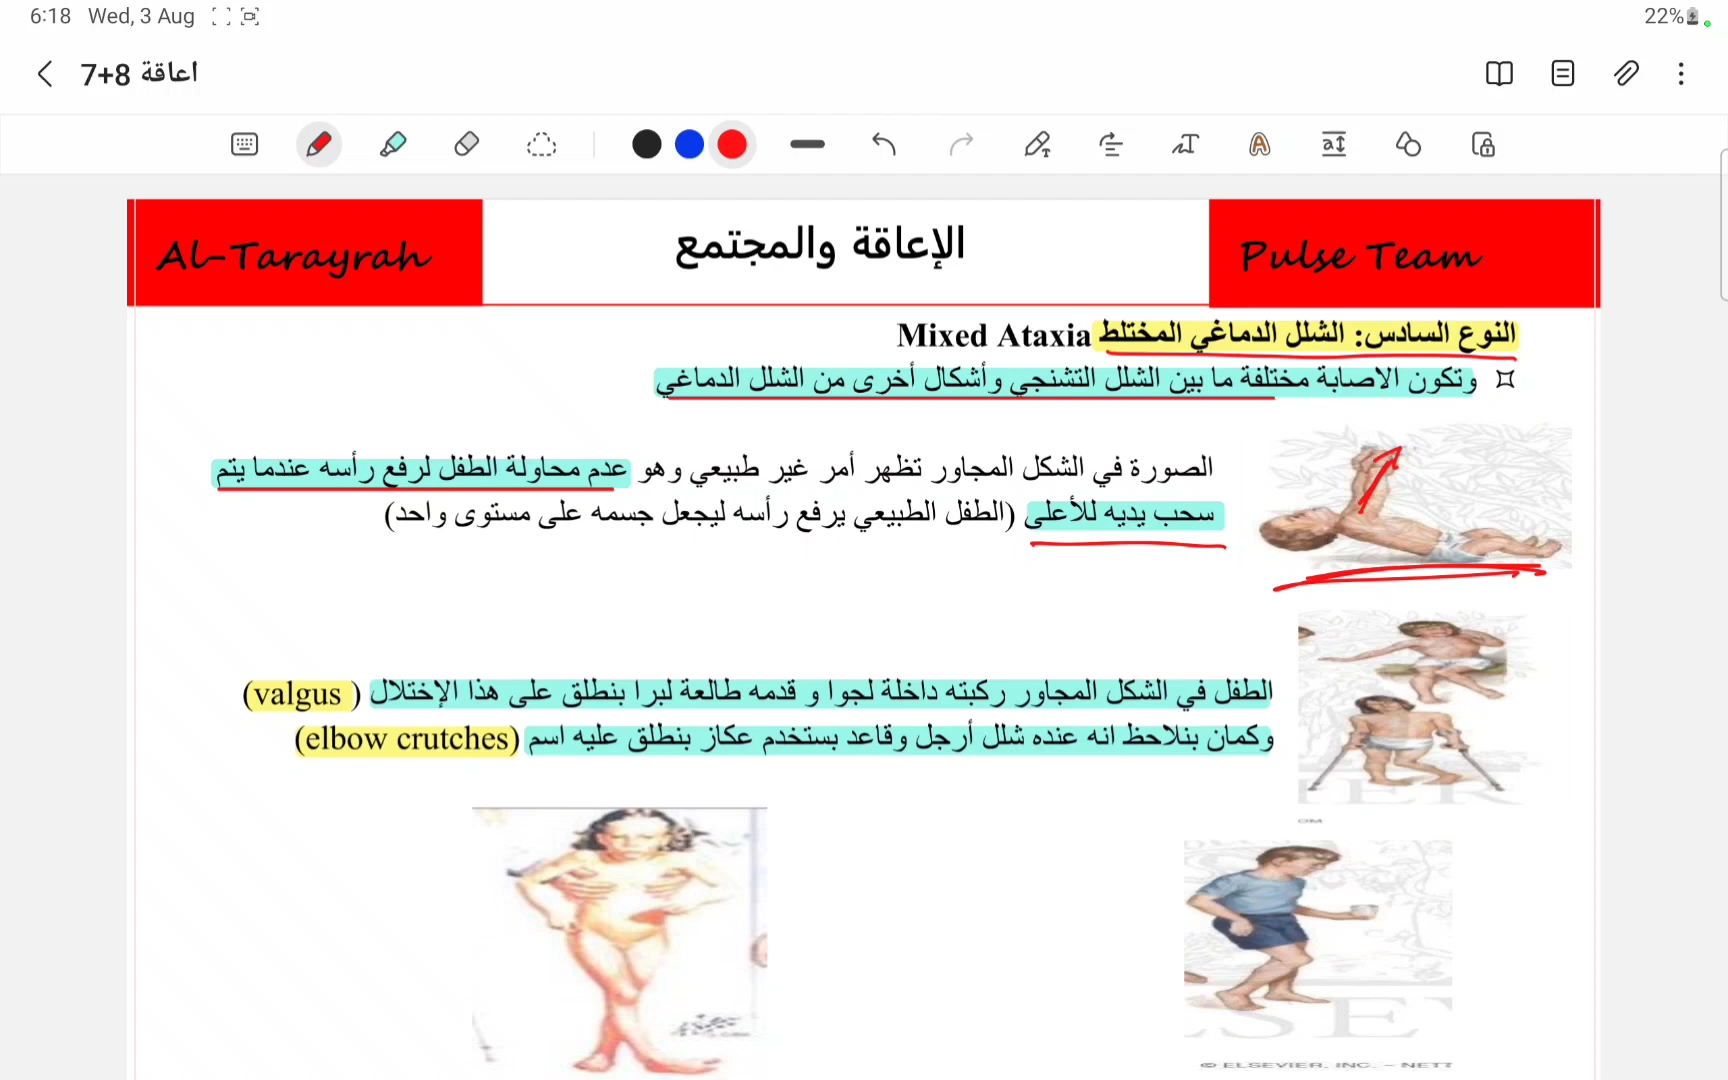 6:18 Wed, 3 Aug
22%
اعاقة 7+8
Al-Tarayrah
الإعاقة والمجتمع
Pulse Team
النوع السادس: الشلل الدماغي المختلط Mixed Ataxia
وتكون الاصابة مختلفة ما بين الشلل التشنجي وأشكال أخرى من الشلل الدماغي
الصورة في الشكل المجاور تظهر أمر غير طبيعي وهو عدم محاولة الطفل لرفع رأسه عندما يتم
سحب يديه للأعلى (الطفل الطبيعي يرفع رأسه ليجعل جسمه على مستوى واحد)
الطفل في الشكل المجاور ركبته داخلة لجوا و قدمه طالعة لبرا بنطلق على هذا الإختلال ( valgus)
وكمان بنلاحظ انه عنده شلل أرجل وقاعد بستخدم عكاز بنطلق عليه اسم (elbow crutches)
OM
© ELSEVIER, INC. - NETT